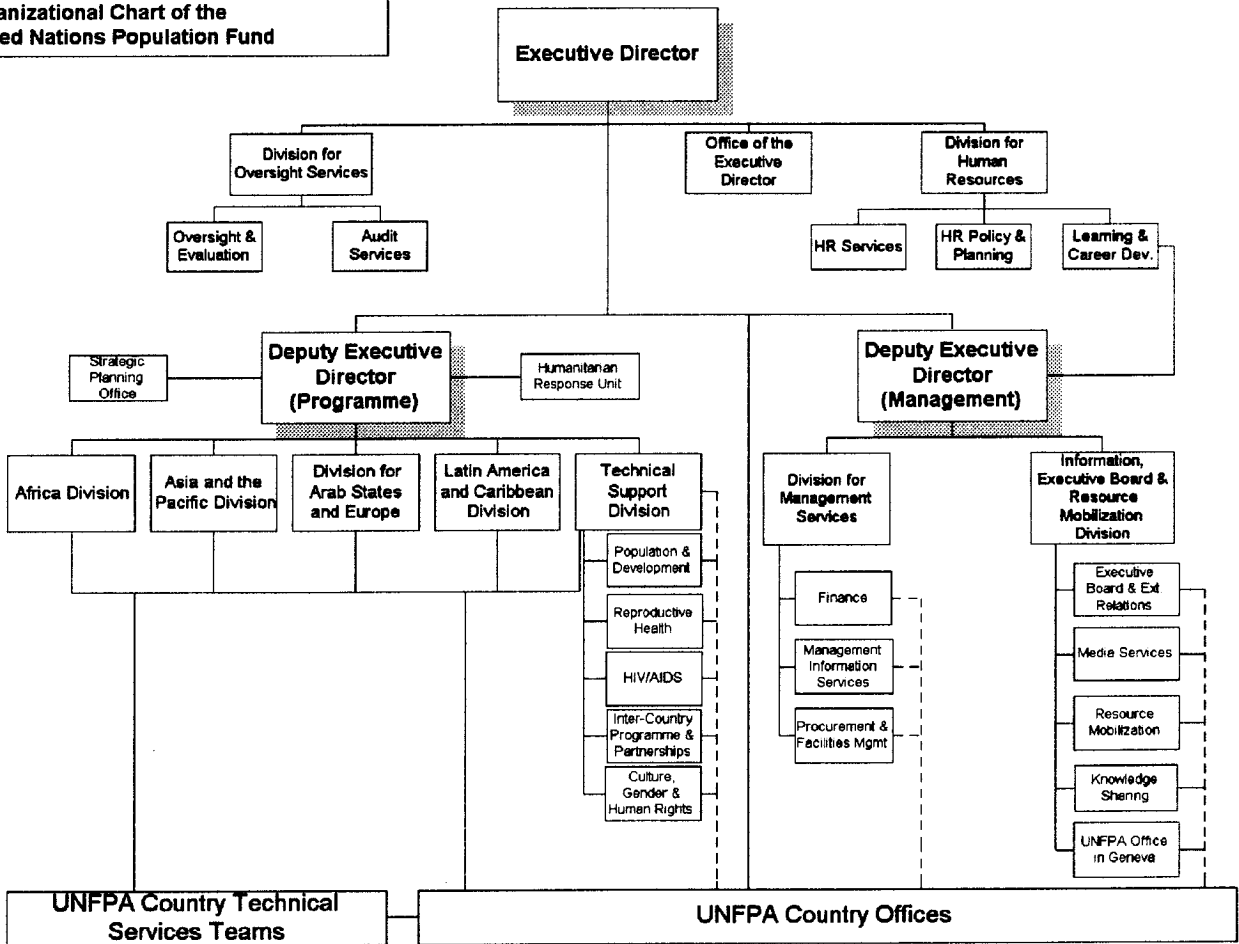 anizational Chart of the
ed Nations Population Fund
Executive Director
Division for
Oversight Services
Office of the
Executive
Director
Division for
Human
Resources
Oversight &
Evaluation
Audit
Services
HR Services
HR Policy &
Planning
Learning &
Career Dev.
Strategic
Planning
Office
Deputy Executive
Director
(Programme)
Humanitarian
Response Unit
Deputy Executive
Director
(Management)
Africa Division
Asia and the
Pacific Division
Division for
Arab States
and Europe
Latin America
and Caribbean
Division
Technical
Support
Division
Division for
Management
Services
Information,
Executive Board &
Resource
Mobilization
Division
Population &
Development
Reproductive
Health
HIV/AIDS
Inter-Country
Programme &
Partnerships
Culture,
Gender &
Human Rights
Finance
Management
Information
Services
Procurement &
Facilities Mgmt
Executive
Board & Ext.
Relations
Media Services
Resource
Mobilization
Knowledge
Sharing
UNFPA Office
in Geneva
UNFPA Country Technical
Services Teams
UNFPA Country Offices